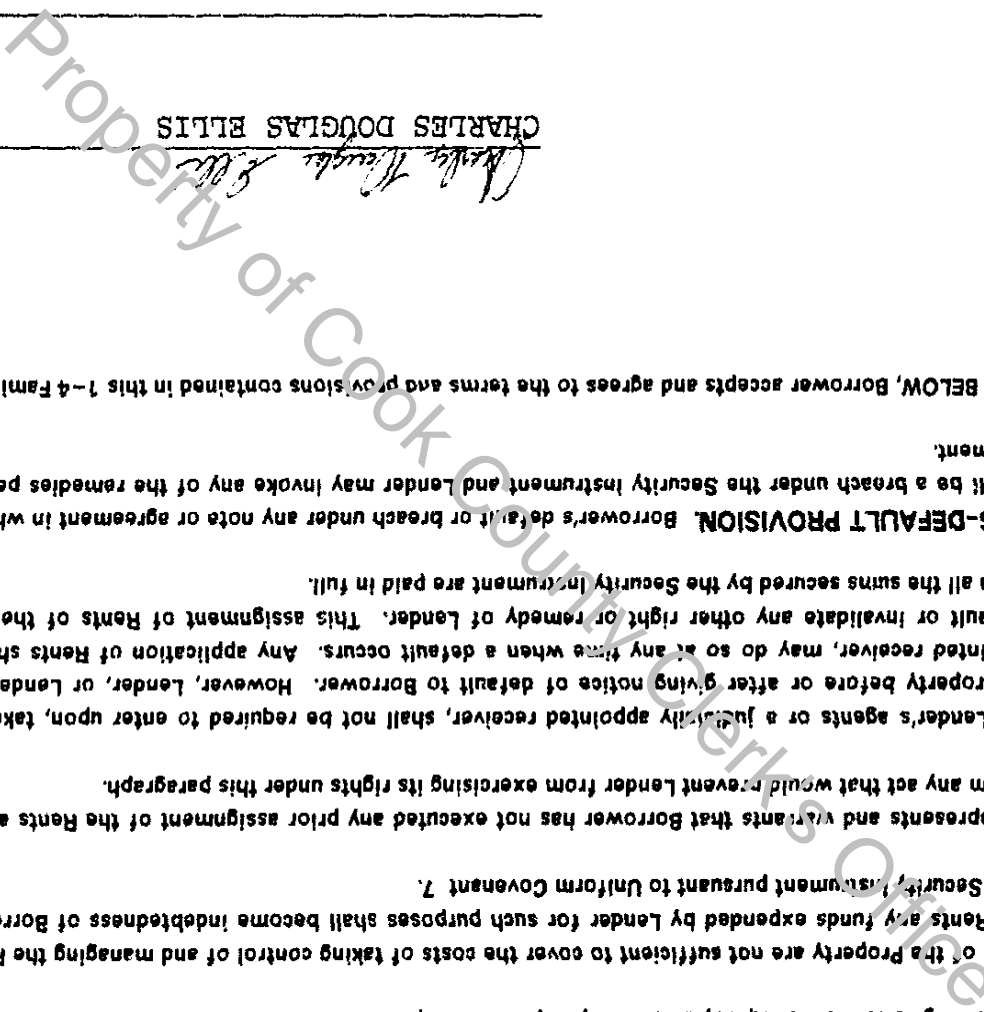 of the Property are not sufficient to cover the costs of taking control of and managing the
Rents any funds expended by Lender for such purposes shall become indebtedness of Borro
Security Instrument pursuant to Uniform Covenant 7.
presents and warrants that Borrower has not executed any prior assignment of the Rents a
m any act that would prevent Lender from exercising its rights under this paragraph.
Lender's agents or a judicially appointed receiver, shall not be required to enter upon, take
roperty before or after giving notice of default to Borrower. However, Lender, or Lende
inted receiver, may do so at any time when a default occurs. Any application of Rents sh
ault or invalidate any other right or remedy of Lender. This assignment of Rents of the
n all the sums secured by the Security Instrument are paid in full.
S-DEFAULT PROVISION. Borrower's default or breach under any note or agreement in wh
ll be a breach under the Security Instrument and Lender may invoke any of the remedies pe
ment.
BELOW, Borrower accepts and agrees to the terms and provisions contained in this 1-4 Fami
Charles Douglas Ellis
CHARLES DOUGLAS ELLIS
Property of Cook County Clerk's Office